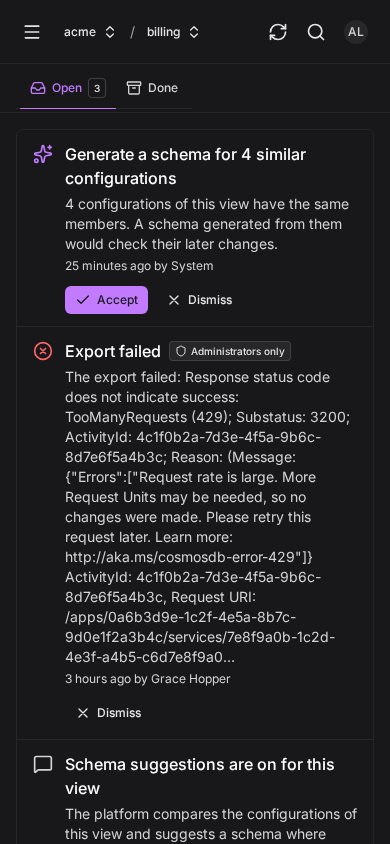 acme / billing AL
Open 3 Done
Generate a schema for 4 similar
configurations
4 configurations of this view have the same
members. A schema generated from them
would check their later changes.
25 minutes ago by System
Accept Dismiss
Export failed Administrators only
The export failed: Response status code
does not indicate success:
TooManyRequests (429); Substatus: 3200;
ActivityId: 4c1f0b2a-7d3e-4f5a-9b6c-
8d7e6f5a4b3c; Reason: (Message:
{"Errors":["Request rate is large. More
Request Units may be needed, so no
changes were made. Please retry this
request later. Learn more:
http://aka.ms/cosmosdb-error-429"]}
ActivityId: 4c1f0b2a-7d3e-4f5a-9b6c-
8d7e6f5a4b3c, Request URI:
/apps/0a6b3d9e-1c2f-4e5a-8b7c-
9d0e1f2a3b4c/services/7e8f9a0b-1c2d-
4e3f-a4b5-c6d7e8f9a0...
3 hours ago by Grace Hopper
Dismiss
Schema suggestions are on for this
view
The platform compares the configurations of
this view and suggests a schema where